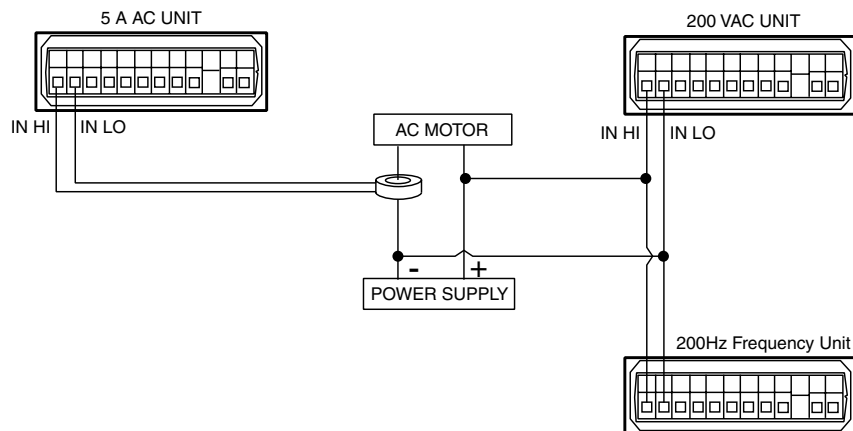 5 A AC UNIT
200 VAC UNIT
IN HI
IN LO
AC MOTOR
IN HI
IN LO
- +
POWER SUPPLY
200Hz Frequency Unit